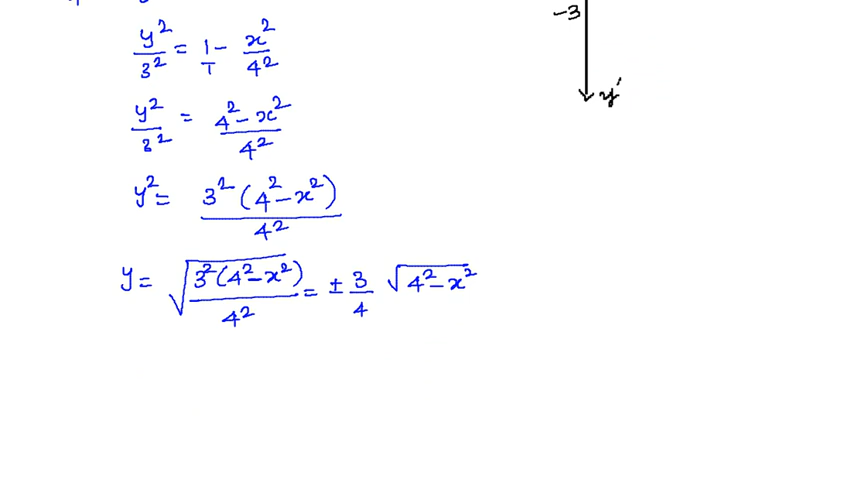 -3
y²/3² = 1/1 - x²/4²
y'
y²/3² = (4² - x²)/4²
y² = 3² (4² - x²)/4²
y = √(3² (4² - x²)/4²) = ± 3/4 √(4² - x²)